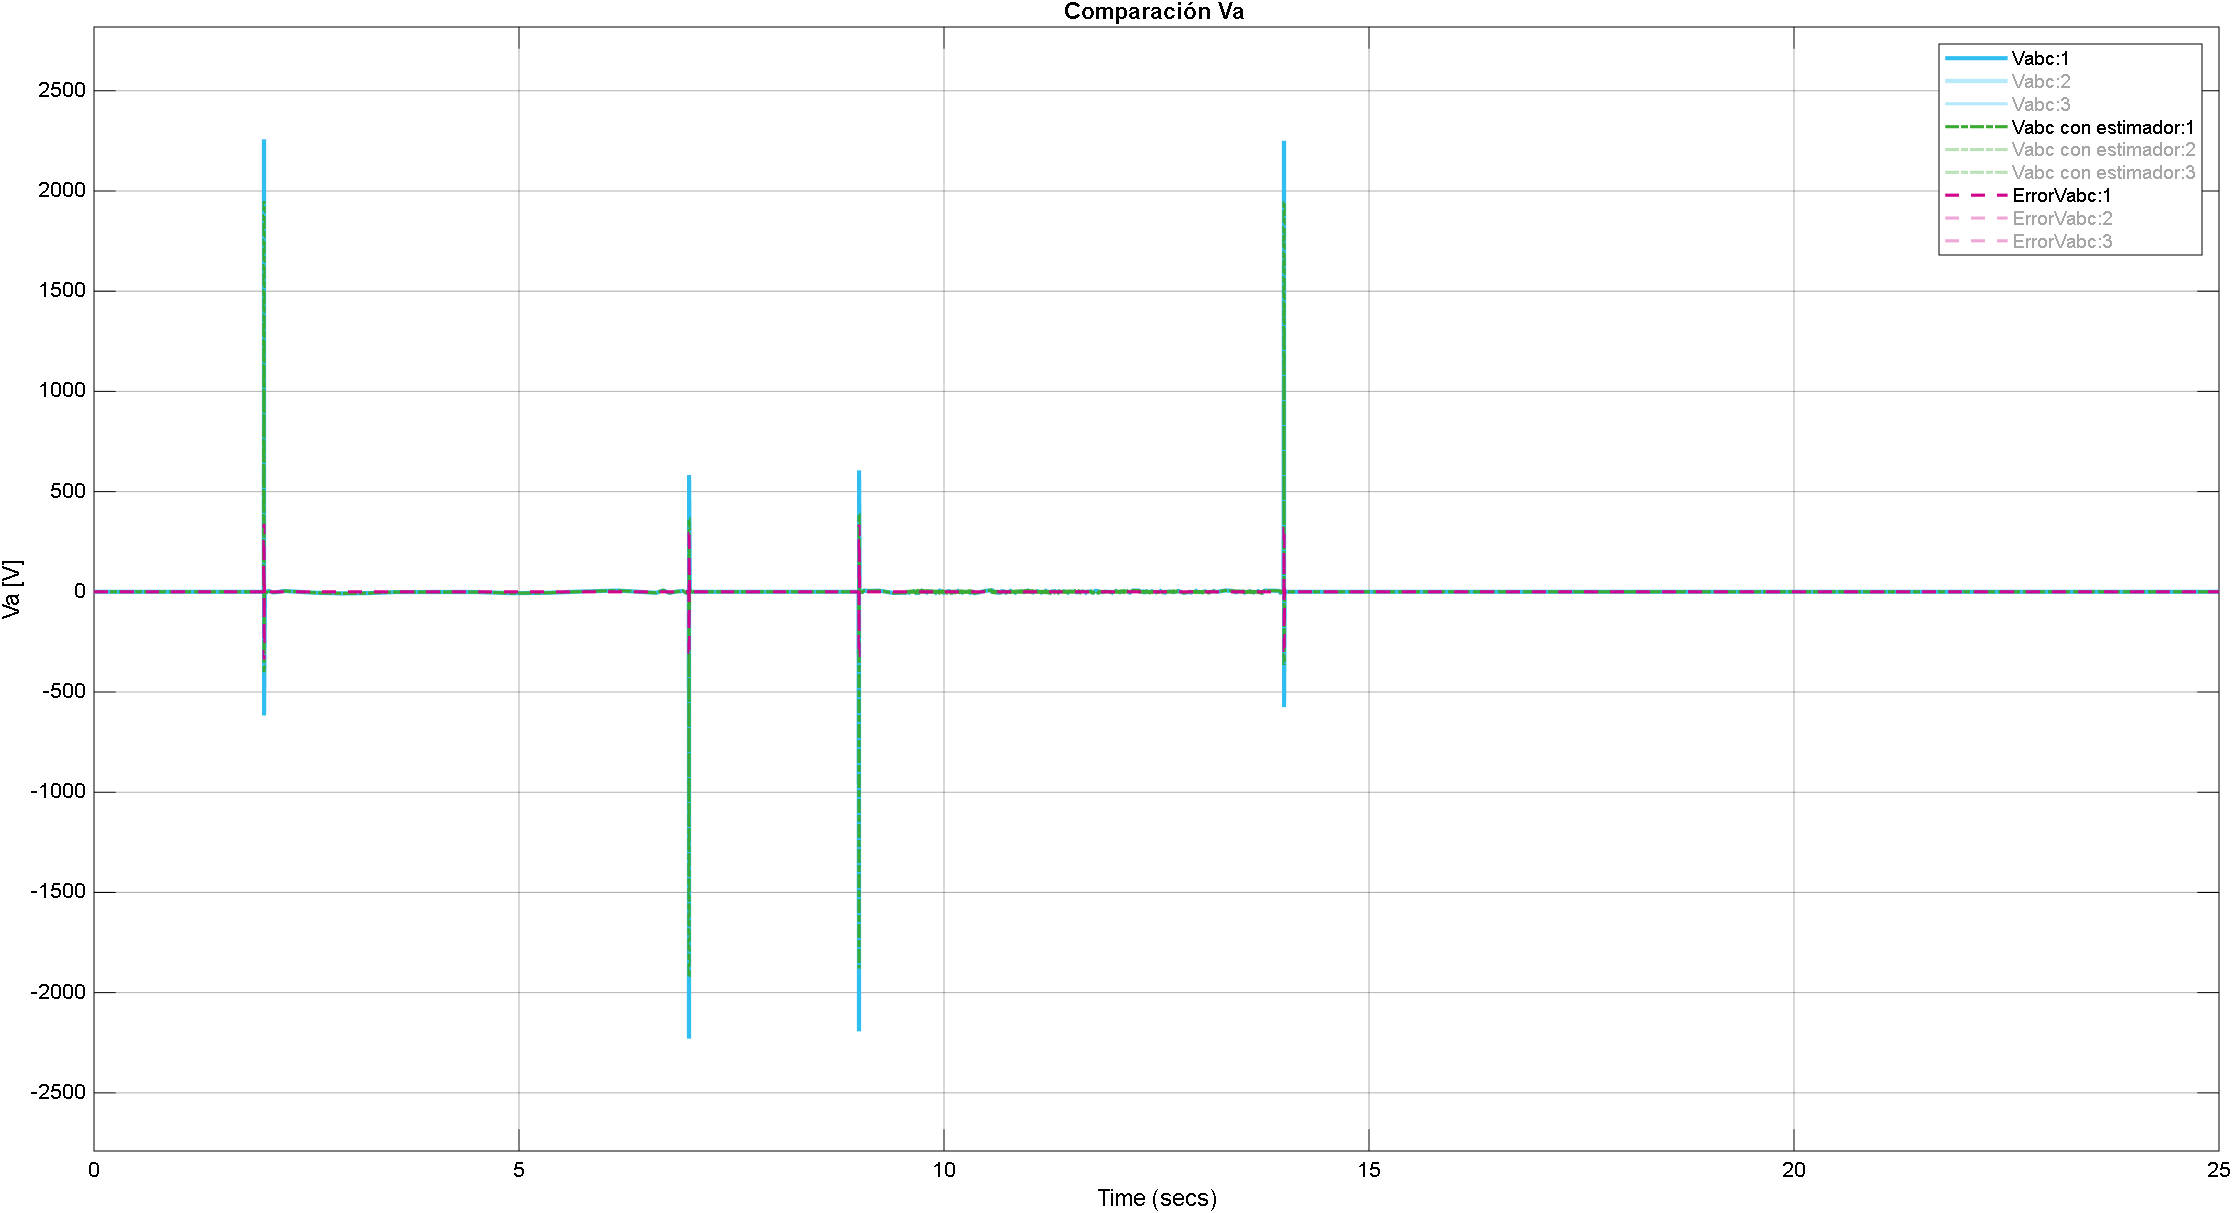 Comparación Va
Vabc:1
Vabc:2
Vabc:3
Vabc con estimador:1
Vabc con estimador:2
Vabc con estimador:3
ErrorVabc:1
ErrorVabc:2
ErrorVabc:3
Va [V]
2500
2000
1500
1000
500
0
-500
-1000
-1500
-2000
-2500
0
5
10
15
20
25
Time (secs)